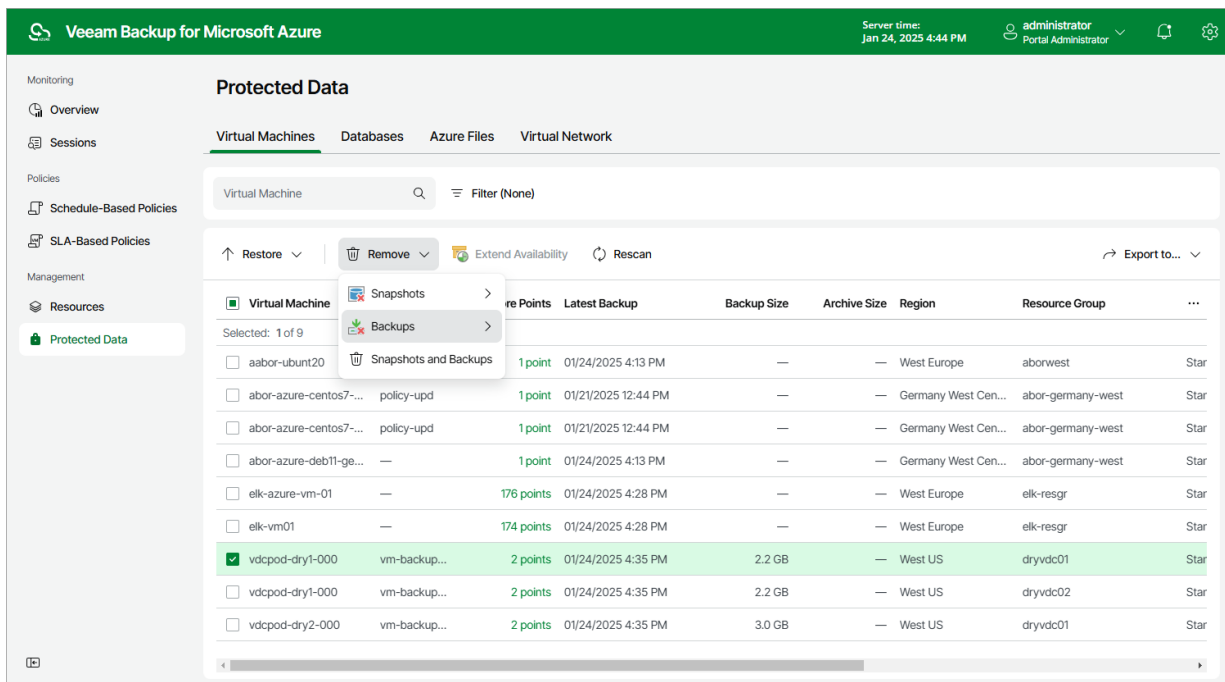 Veeam Backup for Microsoft Azure
Server time:
Jan 24, 2025 4:44 PM
administrator
Portal Administrator
Monitoring
Overview
Sessions
Policies
Schedule-Based Policies
SLA-Based Policies
Management
Resources
Protected Data
Protected Data
Virtual Machines Databases Azure Files Virtual Network
Virtual Machine Filter (None)
Restore Remove Extend Availability Rescan Export to...
Snapshots
Backups
Snapshots and Backups
Virtual Machine re Points Latest Backup Backup Size Archive Size Region Resource Group ...
Selected: 1 of 9
aabor-ubunt20 1 point 01/24/2025 4:13 PM — — West Europe aborwest Star
abor-azure-centos7-... policy-upd 1 point 01/21/2025 12:44 PM — — Germany West Cen... abor-germany-west Star
abor-azure-centos7-... policy-upd 1 point 01/21/2025 12:44 PM — — Germany West Cen... abor-germany-west Star
abor-azure-deb11-ge... — 1 point 01/24/2025 4:13 PM — — Germany West Cen... abor-germany-west Star
elk-azure-vm-01 — 176 points 01/24/2025 4:28 PM — — West Europe elk-resgr Star
elk-vm01 — 174 points 01/24/2025 4:28 PM — — West Europe elk-resgr Star
vdcpod-dry1-000 vm-backup... 2 points 01/24/2025 4:35 PM 2.2 GB — West US dryvdc01 Star
vdcpod-dry1-000 vm-backup... 2 points 01/24/2025 4:35 PM 2.2 GB — West US dryvdc02 Star
vdcpod-dry2-000 vm-backup... 2 points 01/24/2025 4:35 PM 3.0 GB — West US dryvdc01 Star